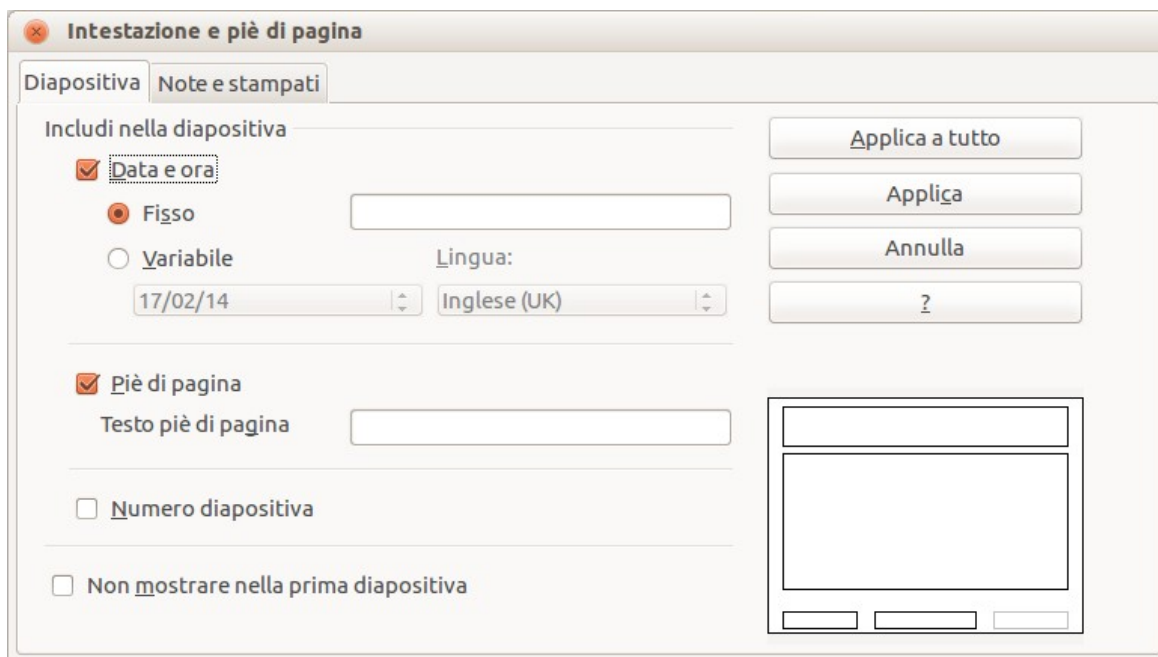 Intestazione e piè di pagina
Diapositiva Note e stampati
Includi nella diapositiva
Data e ora
Fisso
Variabile Lingua:
17/02/14 Inglese (UK)
Piè di pagina
Testo piè di pagina
Numero diapositiva
Non mostrare nella prima diapositiva
Applica a tutto
Applica
Annulla
?